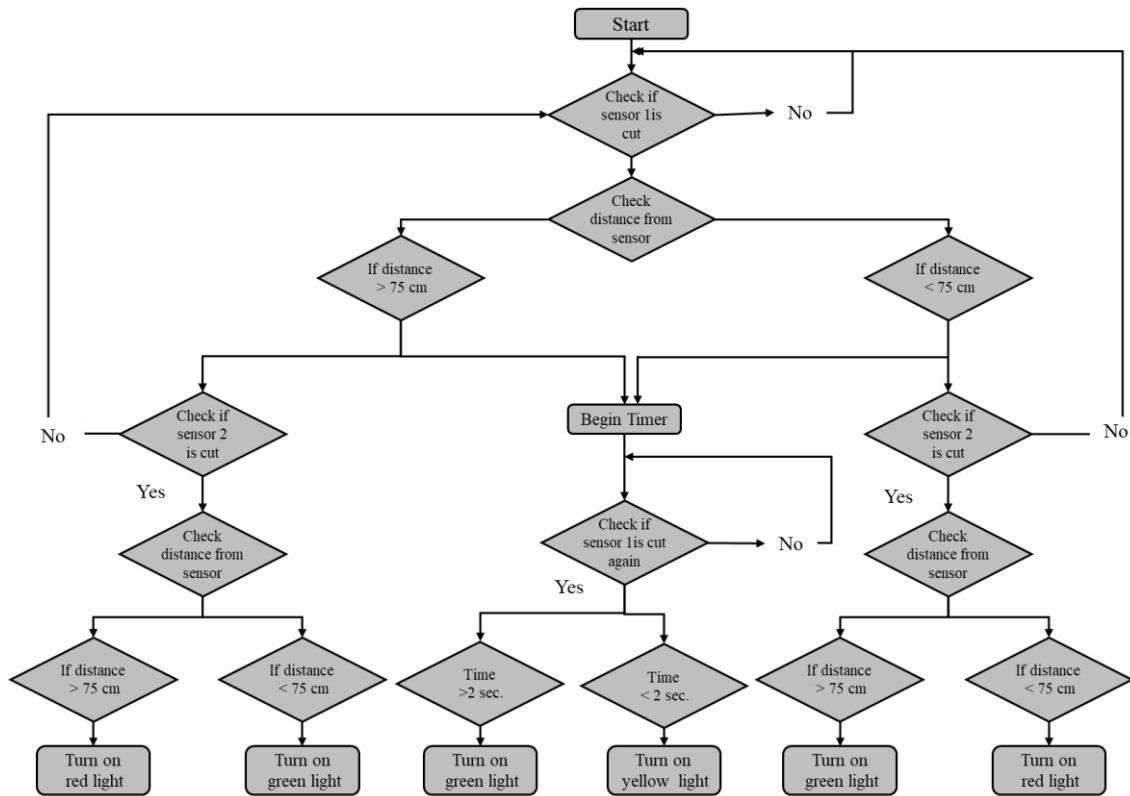 Start
Check if
sensor 1is
cut
No
Check
distance from
sensor
If distance
> 75 cm
If distance
< 75 cm
No
Check if
sensor 2
is cut
Begin Timer
Check if
sensor 2
is cut
No
Yes
Yes
Check
distance from
sensor
Check if
sensor 1is cut
again
No
Check
distance from
sensor
Yes
If distance
> 75 cm
If distance
< 75 cm
Time
>2 sec.
Time
< 2 sec.
If distance
> 75 cm
If distance
< 75 cm
Turn on
red light
Turn on
green light
Turn on
green light
Turn on
yellow light
Turn on
green light
Turn on
red light